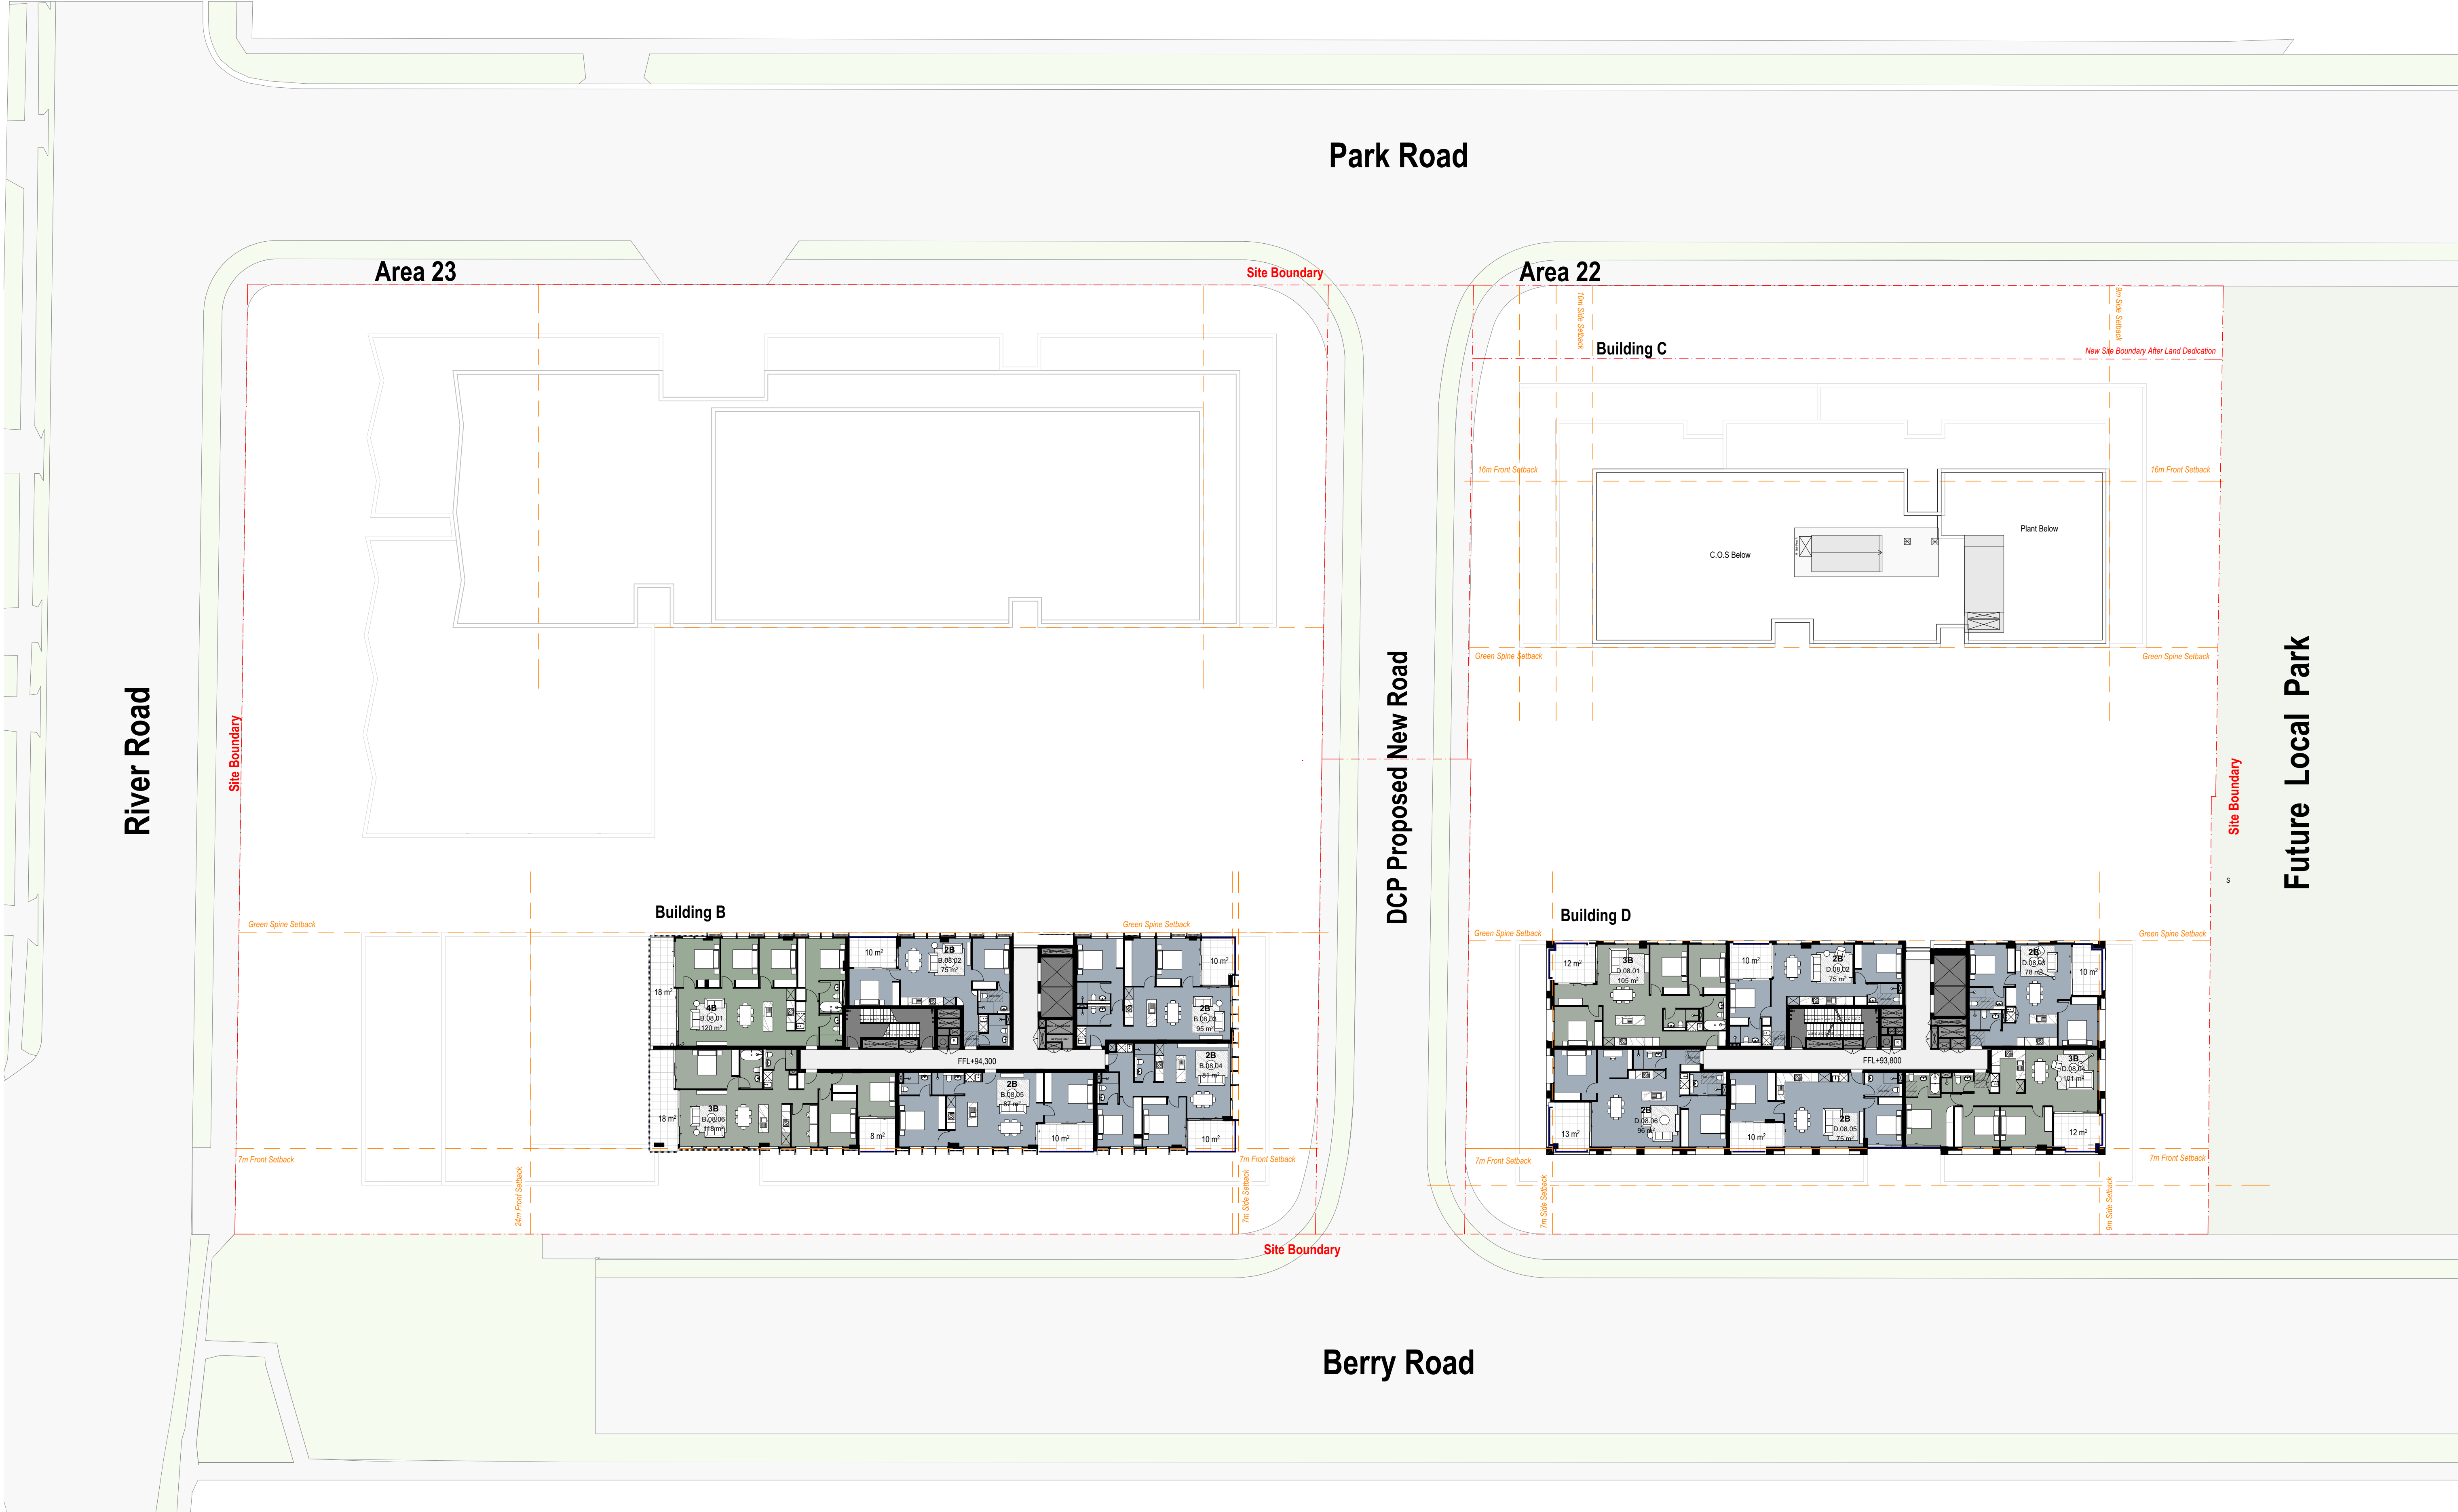 Park Road
Area 23
Site Boundary
Area 22
10m Side Setback
9m Side Setback
Building C
New Site Boundary After Land Dedication
16m Front Setback
16m Front Setback
Plant Below
C.O.S Below
Green Spine Setback
Green Spine Setback
River Road
Site Boundary
DCP Proposed New Road
Site Boundary
Future Local Park
S
Building B
Building D
Green Spine Setback
Green Spine Setback
Green Spine Setback
Green Spine Setback
18 m²
4B
B.08.01
120 m²
10 m²
2B
B.08.02
75 m²
10 m²
2B
B.08.03
95 m²
FFL+94,300
2B
B.08.04
81 m²
10 m²
2B
B.08.05
87 m²
10 m²
18 m²
3B
B.08.06
118 m²
8 m²
12 m²
3B
D.08.01
105 m²
10 m²
2B
D.08.02
75 m²
2B
D.08.03
78 m²
10 m²
FFL+93,800
3B
D.08.04
101 m²
12 m²
2B
D.08.05
75 m²
10 m²
2B
D.08.06
96 m²
13 m²
7m Front Setback
7m Front Setback
7m Front Setback
7m Front Setback
24m Front Setback
7m Side Setback
7m Side Setback
9m Side Setback
Site Boundary
Berry Road